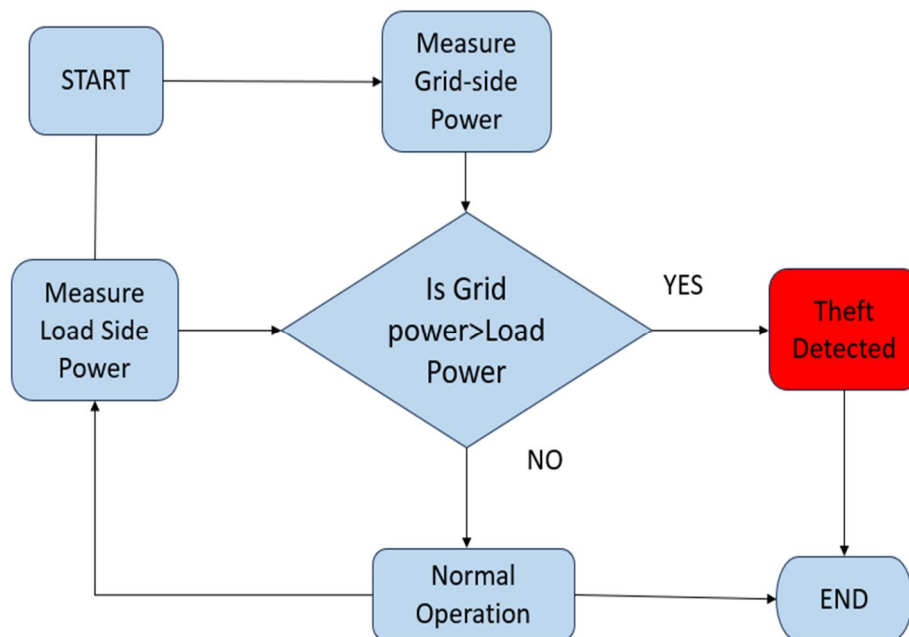 START
Measure
Grid-side
Power
Measure
Load Side
Power
Is Grid
power>Load
Power
YES
Theft
Detected
NO
Normal
Operation
END